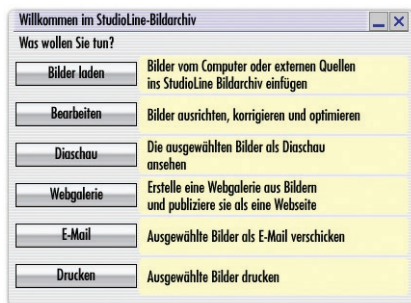 Willkommen im StudioLine-Bildarchiv
Was wollen Sie tun?
Bilder laden
Bilder vom Computer oder externen Quellen
ins StudioLine Bildarchiv einfügen
Bearbeiten
Bilder ausrichten, korrigieren und optimieren
Diaschau
Die ausgewählten Bilder als Diaschau
ansehen
Webgalerie
Erstelle eine Webgalerie aus Bildern
und publiziere sie als eine Webseite
E-Mail
Ausgewählte Bilder als E-Mail verschicken
Drucken
Ausgewählte Bilder drucken